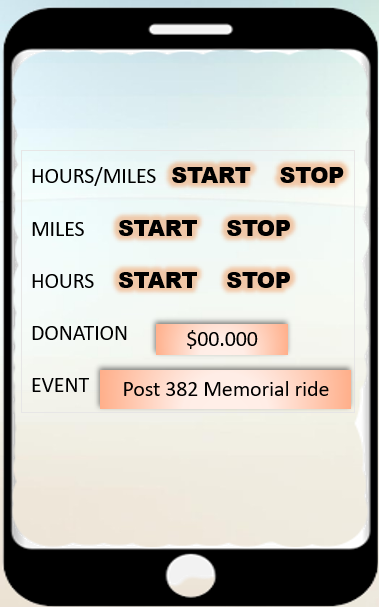 HOURS/MILES START STOP
MILES START STOP
HOURS START STOP
DONATION $00.000
EVENT Post 382 Memorial ride